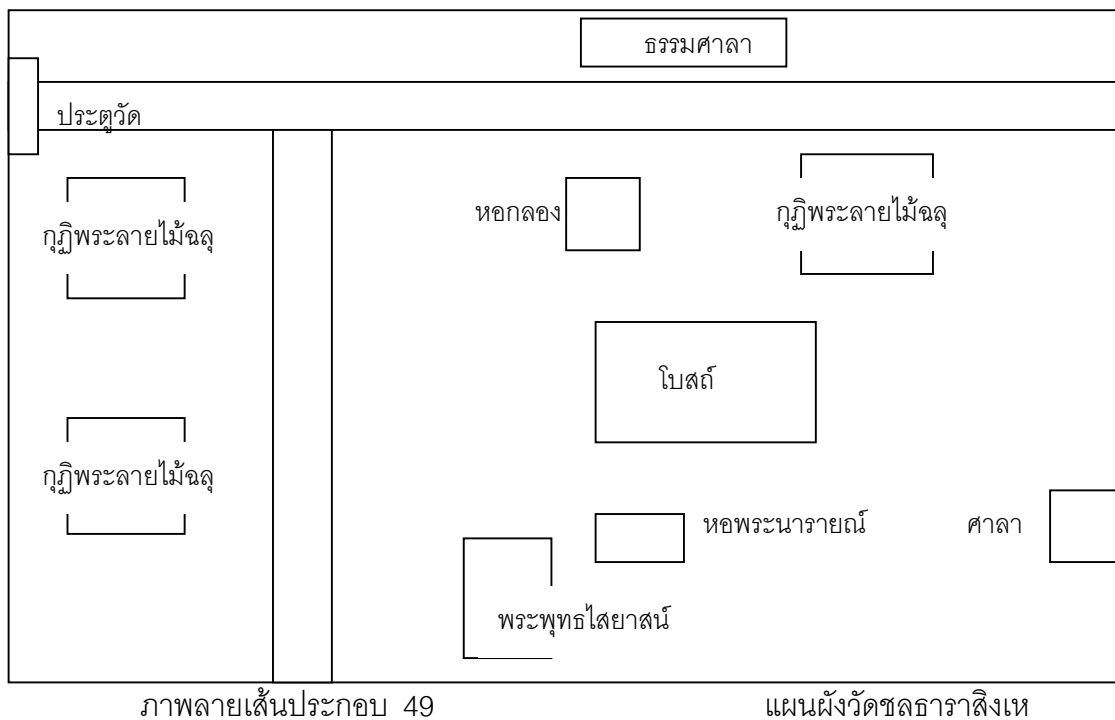 ธรรมศาลา
ประตูวัด
หอกลอง
กุฏิพระลายไม้ฉลุ
กุฏิพระลายไม้ฉลุ
โบสถ์
กุฏิพระลายไม้ฉลุ
หอพระนารายณ์
ศาลา
พระพุทธไสยาสน์
ภาพลายเส้นประกอบ 49 แผนผังวัดชลธาราสิงเห